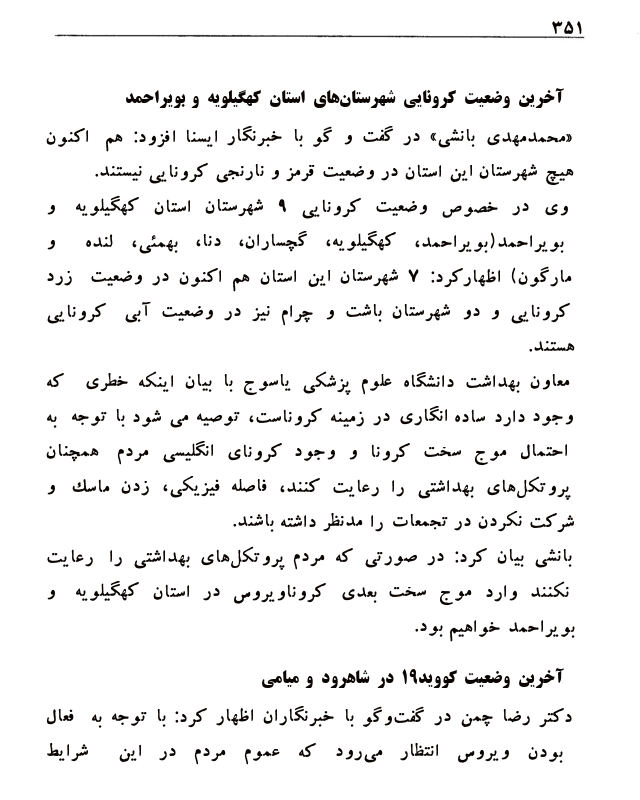 ۳۵۱
آخرین وضعیت کرونایی شهرستان‌های استان کهگیلویه و بویراحمد
«محمدمهدی بانشی» در گفت و گو با خبرنگار ایسنا افزود: هم اکنون
هیچ شهرستان این استان در وضعیت قرمز و نارنجی کرونایی نیستند.
وی در خصوص وضعیت کرونایی ۹ شهرستان استان کهگیلویه و
بویراحمد(بویراحمد، کهگیلویه، گچساران، دنا، بهمئی، لنده و
مارگون) اظهارکرد: ۷ شهرستان این استان هم اکنون در وضعیت زرد
کرونایی و دو شهرستان باشت و چرام نیز در وضعیت آبی کرونایی
هستند.
معاون بهداشت دانشگاه علوم پزشکی یاسوج با بیان اینکه خطری که
وجود دارد ساده انگاری در زمینه کروناست، توصیه می شود با توجه به
احتمال موج سخت کرونا و وجود کرونای انگلیسی مردم همچنان
پروتکل‌های بهداشتی را رعایت کنند، فاصله فیزیکی، زدن ماسك و
شرکت نکردن در تجمعات را مدنظر داشته باشند.
بانشی بیان کرد: در صورتی که مردم پروتکل‌های بهداشتی را رعایت
نکنند وارد موج سخت بعدی کروناویروس در استان کهگیلویه و
بویراحمد خواهیم بود.
آخرین وضعیت کووید۱۹ در شاهرود و میامی
دکتر رضا چمن در گفت‌وگو با خبرنگاران اظهار کرد: با توجه به فعال
بودن ویروس انتظار می‌رود که عموم مردم در این شرایط